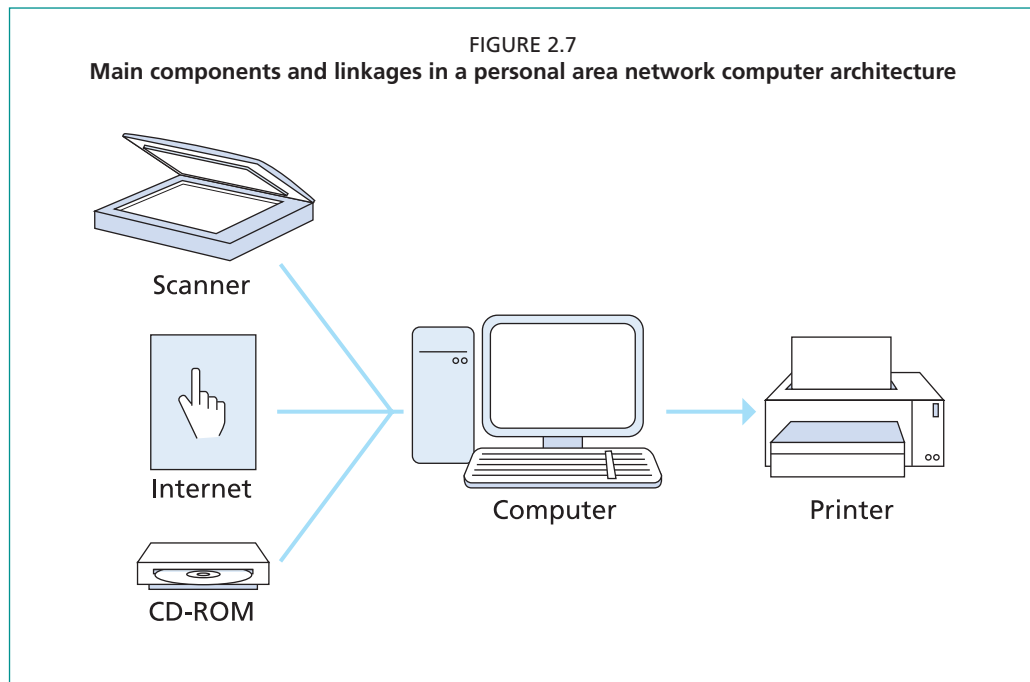 FIGURE 2.7
Main components and linkages in a personal area network computer architecture
Scanner
Internet
CD-ROM
Computer
Printer